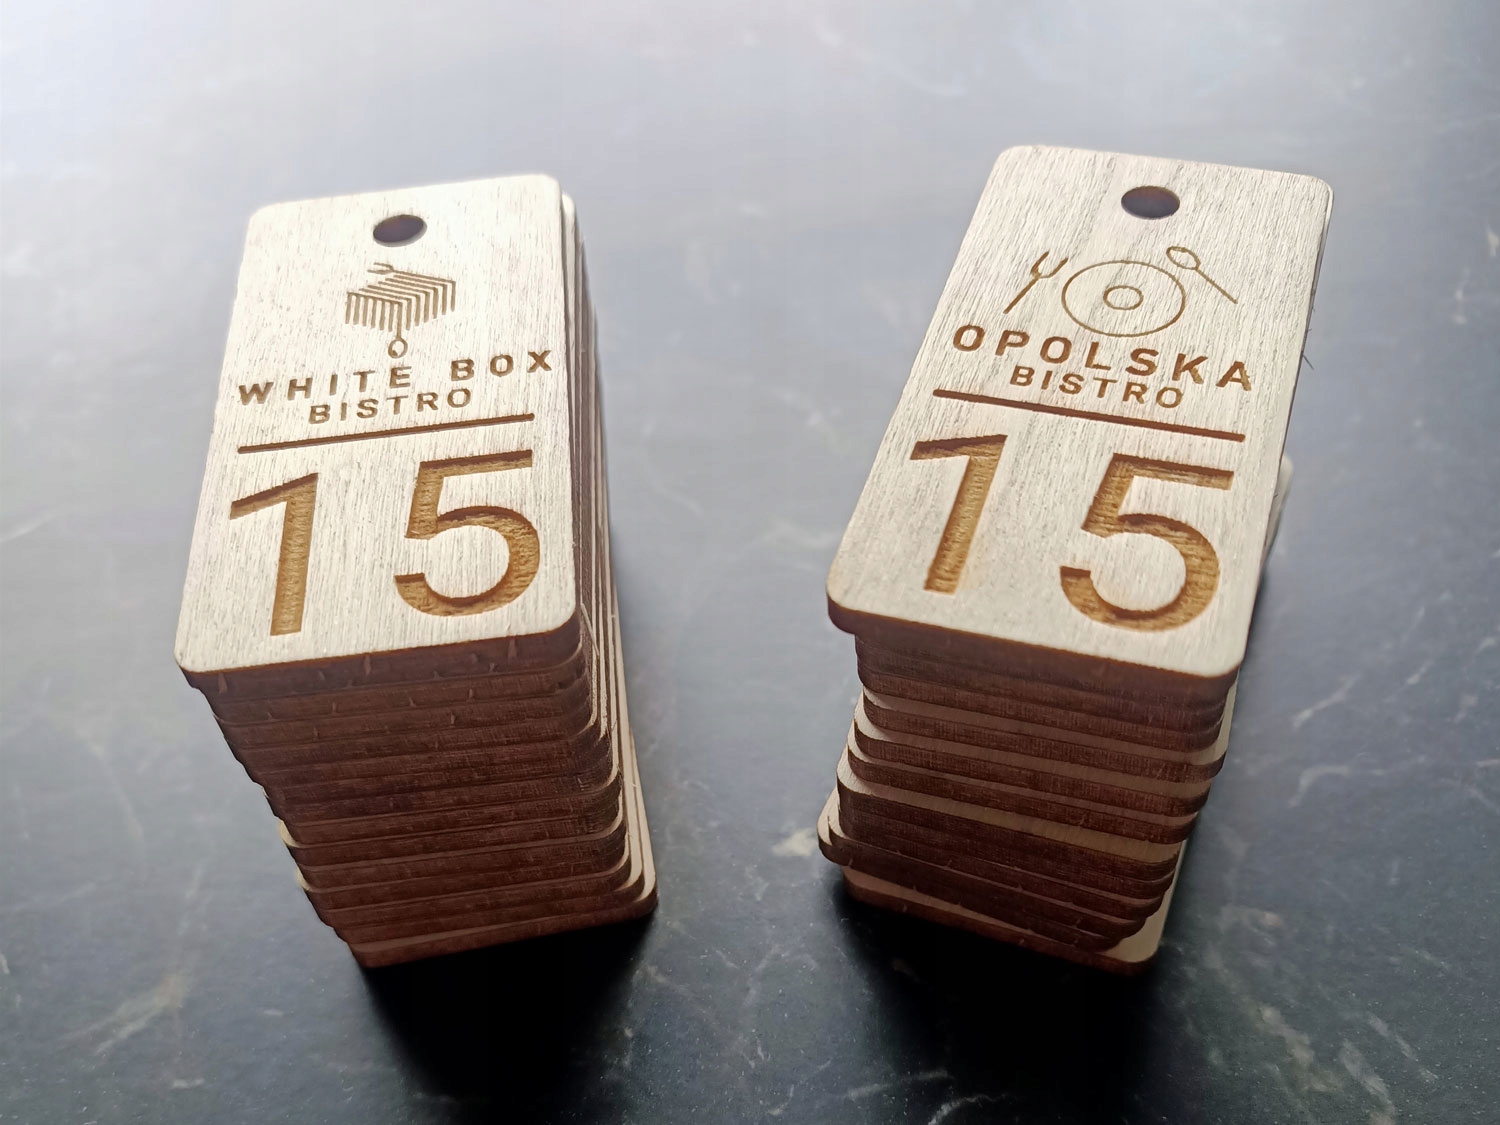 WHITE BOX
BISTRO
15
OPOLSKA
BISTRO
15